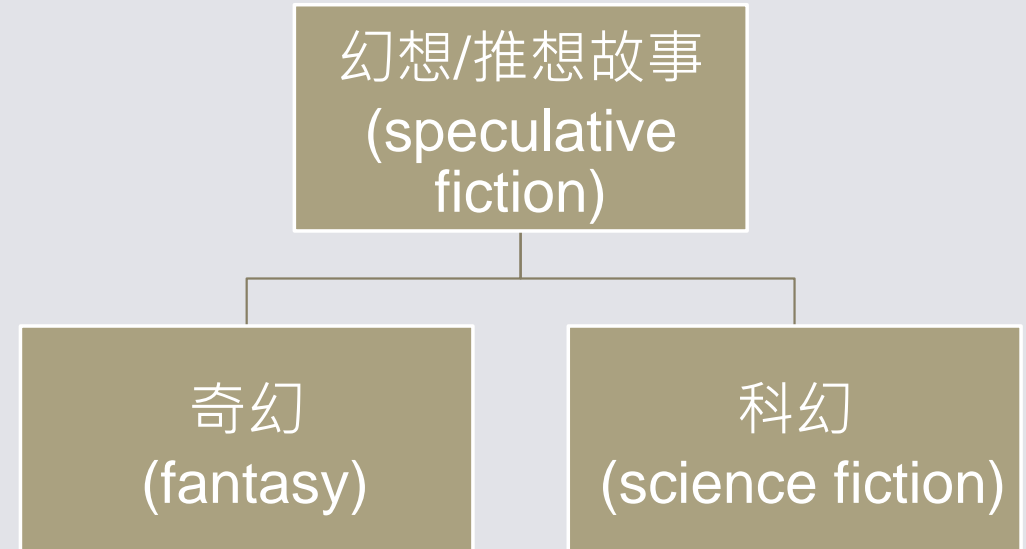 幻想/推想故事
(speculative
fiction)
奇幻
(fantasy)
科幻
(science fiction)